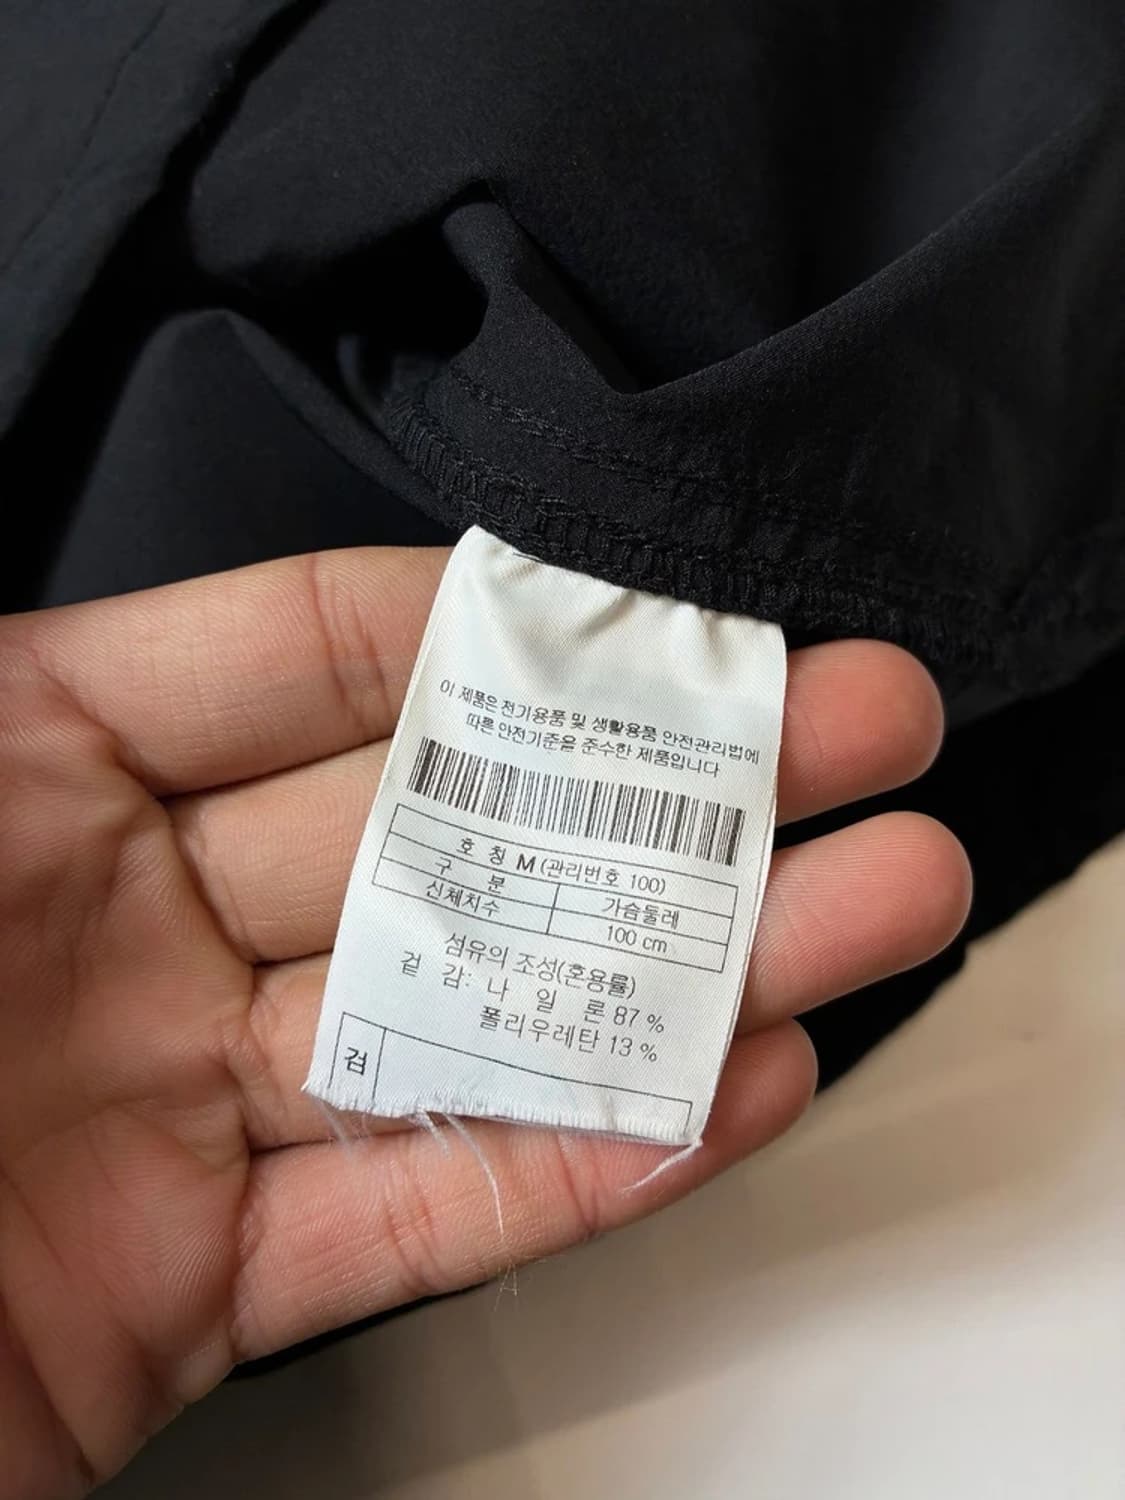 이 제품은 전기용품 및 생활용품 안전관리법에
따른 안전기준을 준수한 제품입니다
호 칭 M (관리번호 100)
구 분 가슴둘레
신체치수 100 cm
섬유의 조성(혼용률)
겉 감: 나 일 론 87 %
폴리우레탄 13 %
검